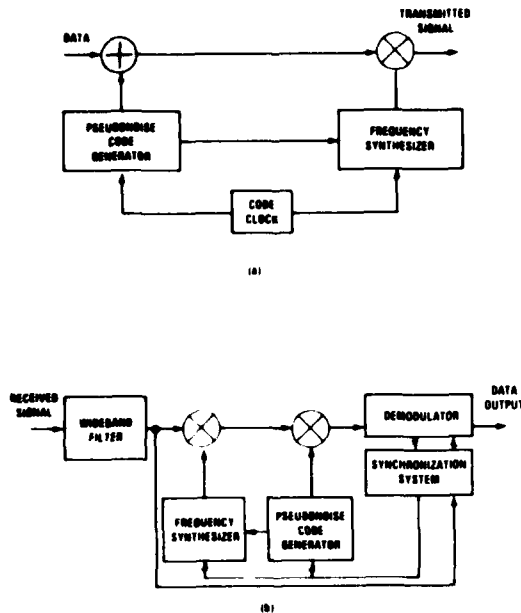 TRANSMITTED
SIGNAL
DATA
PSEUDONOISE
CODE
GENERATOR
FREQUENCY
SYNTHESIZER
CODE
CLOCK
(a)
RECEIVED
SIGNAL
WIDEBAND
FILTER
DATA
OUTPUT
DEMODULATOR
SYNCHRONIZATION
SYSTEM
FREQUENCY
SYNTHESIZER
PSEUDONOISE
CODE
GENERATOR
(b)